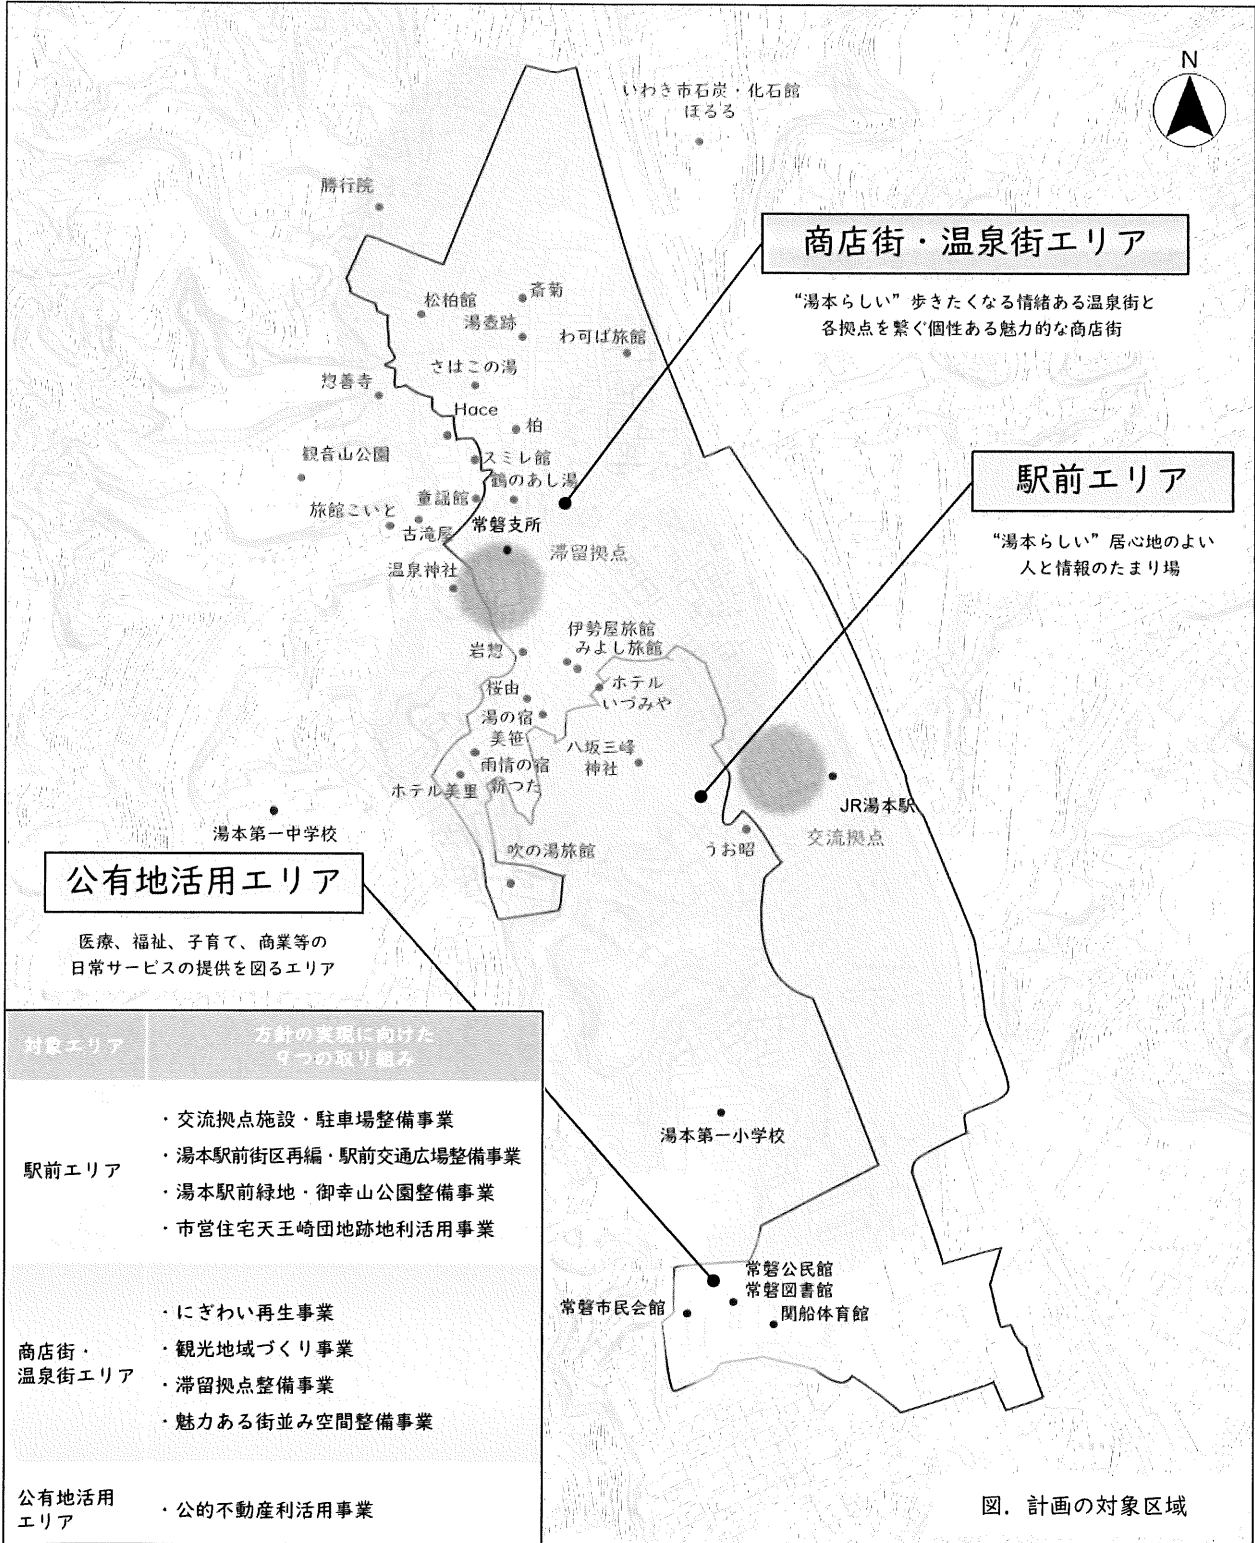 N
いわき市石炭・化石館
ほるる
勝行院
商店街・温泉街エリア
“湯本らしい”歩きたくなる情緒ある温泉街と
各拠点を繋ぐ個性ある魅力的な商店街
斎菊
松柏館
湯壺跡
わ可ば旅館
さはこの湯
惣善寺
Hace
柏
観音山公園
スミレ館
鶴のあし湯
駅前エリア
“湯本らしい”居心地のよい
人と情報のたまり場
童謡館
旅館こいと
古滝屋
常磐支所
滞留拠点
温泉神社
伊勢屋旅館
みよし旅館
岩惣
ホテル
いづみや
桜由
湯の宿
美笹
八坂三峰
神社
雨情の宿
新つた
ホテル美里
JR湯本駅
交流拠点
うお昭
湯本第一中学校
吹の湯旅館
公有地活用エリア
医療、福祉、子育て、商業等の
日常サービスの提供を図るエリア
対象エリア
方針の実現に向けた
9つの取り組み
駅前エリア
・交流拠点施設・駐車場整備事業
・湯本駅前街区再編・駅前交通広場整備事業
・湯本駅前緑地・御幸山公園整備事業
・市営住宅天王崎団地跡地利活用事業
商店街・
温泉街エリア
・にぎわい再生事業
・観光地域づくり事業
・滞留拠点整備事業
・魅力ある街並み空間整備事業
公有地活用
エリア
・公的不動産利活用事業
湯本第一小学校
常磐公民館
常磐図書館
常磐市民会館
関船体育館
図．計画の対象区域